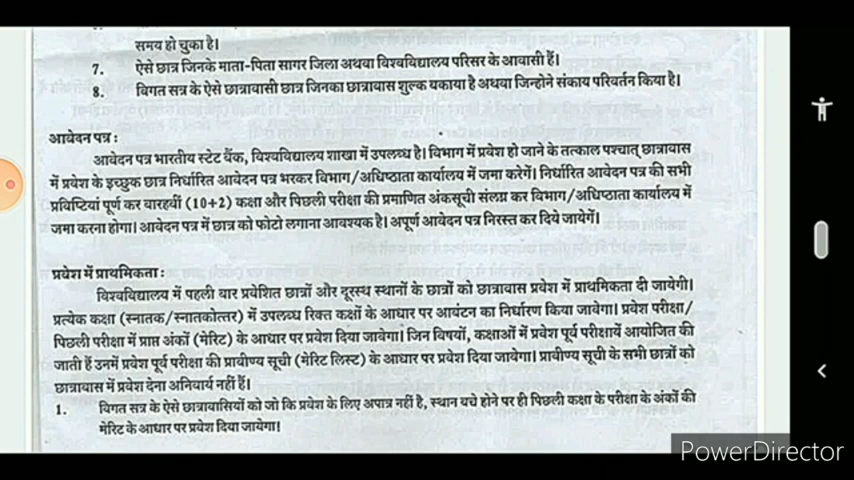 समय हो चुका है।
7. ऐसे छात्र जिनके माता-पिता सागर जिला अथवा विश्वविद्यालय परिसर के आवासी हैं।
8. विगत सत्र के ऐसे छात्रावासी छात्र जिनका छात्रावास शुल्क बकाया है अथवा जिन्होने संकाय परिवर्तन किया है।
आवेदन पत्र :
आवेदन पत्र भारतीय स्टेट बैंक, विश्वविद्यालय शाखा में उपलब्ध है। विभाग में प्रवेश हो जाने के तत्काल पश्चात् छात्रावास
में प्रवेश के इच्छुक छात्र निर्धारित आवेदन पत्र भरकर विभाग/अधिष्ठाता कार्यालय में जमा करेगें। निर्धारित आवेदन पत्र की सभी
प्रविष्टियां पूर्ण कर बारहवीं (10+2) कक्षा और पिछली परीक्षा की प्रमाणित अंकसूची संलग्न कर विभाग/अधिष्ठाता कार्यालय में
जमा करना होगा। आवेदन पत्र में छात्र को फोटो लगाना आवश्यक है। अपूर्ण आवेदन पत्र निरस्त कर दिये जायेगें।
प्रवेश में प्राथमिकता :
विश्वविद्यालय में पहली बार प्रवेशित छात्रों और दूरस्थ स्थानों के छात्रों को छात्रावास प्रवेश में प्राथमिकता दी जायेगी।
प्रत्येक कक्षा (स्नातक/स्नातकोत्तर) में उपलब्ध रिक्त कक्षों के आधार पर आवंटन का निर्धारण किया जावेगा। प्रवेश परीक्षा/
पिछली परीक्षा में प्राप्त अंकों (मेरिट) के आधार पर प्रवेश दिया जावेगा। जिन विषयों, कक्षाओं में प्रवेश पूर्व परीक्षायें आयोजित की
जाती हैं उनमें प्रवेश पूर्व परीक्षा की प्रावीण्य सूची (मेरिट लिस्ट) के आधार पर प्रवेश दिया जावेगा। प्रावीण्य सूची के सभी छात्रों को
छात्रावास में प्रवेश देना अनिवार्य नहीं हैं।
1. विगत सत्र के ऐसे छात्रावासियों को जो कि प्रवेश के लिए अपात्र नहीं है, स्थान बचे होने पर ही पिछली कक्षा के परीक्षा के अंकों की
मेरिट के आधार पर प्रवेश दिया जायेगा!
PowerDirector